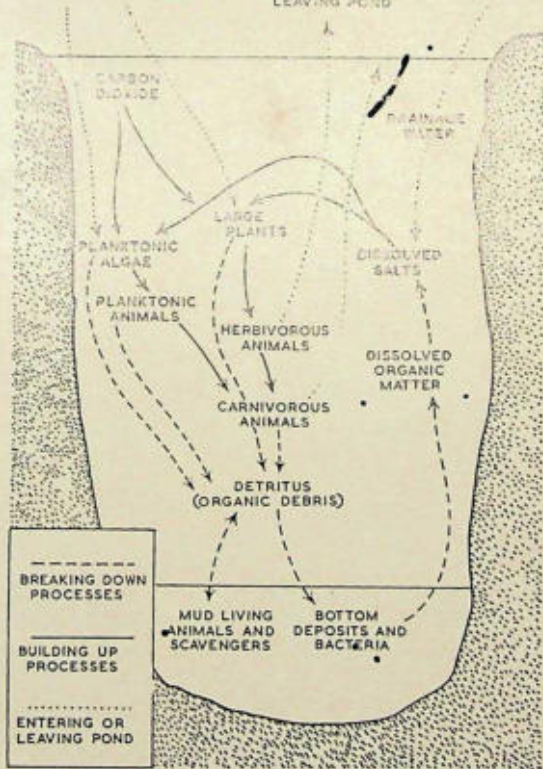 LEAVING POND
CARBON
DIOXIDE
DRAINAGE
WATER
LARGE
PLANTS
PLANKTONIC
ALGAE
DISSOLVED
SALTS
PLANKTONIC
ANIMALS
HERBIVOROUS
ANIMALS
DISSOLVED
ORGANIC
MATTER
CARNIVOROUS
ANIMALS
DETRITUS
(ORGANIC DEBRIS)
MUD LIVING
ANIMALS AND
SCAVENGERS
BOTTOM
DEPOSITS AND
BACTERIA
BREAKING DOWN
PROCESSES
BUILDING UP
PROCESSES
ENTERING OR
LEAVING POND